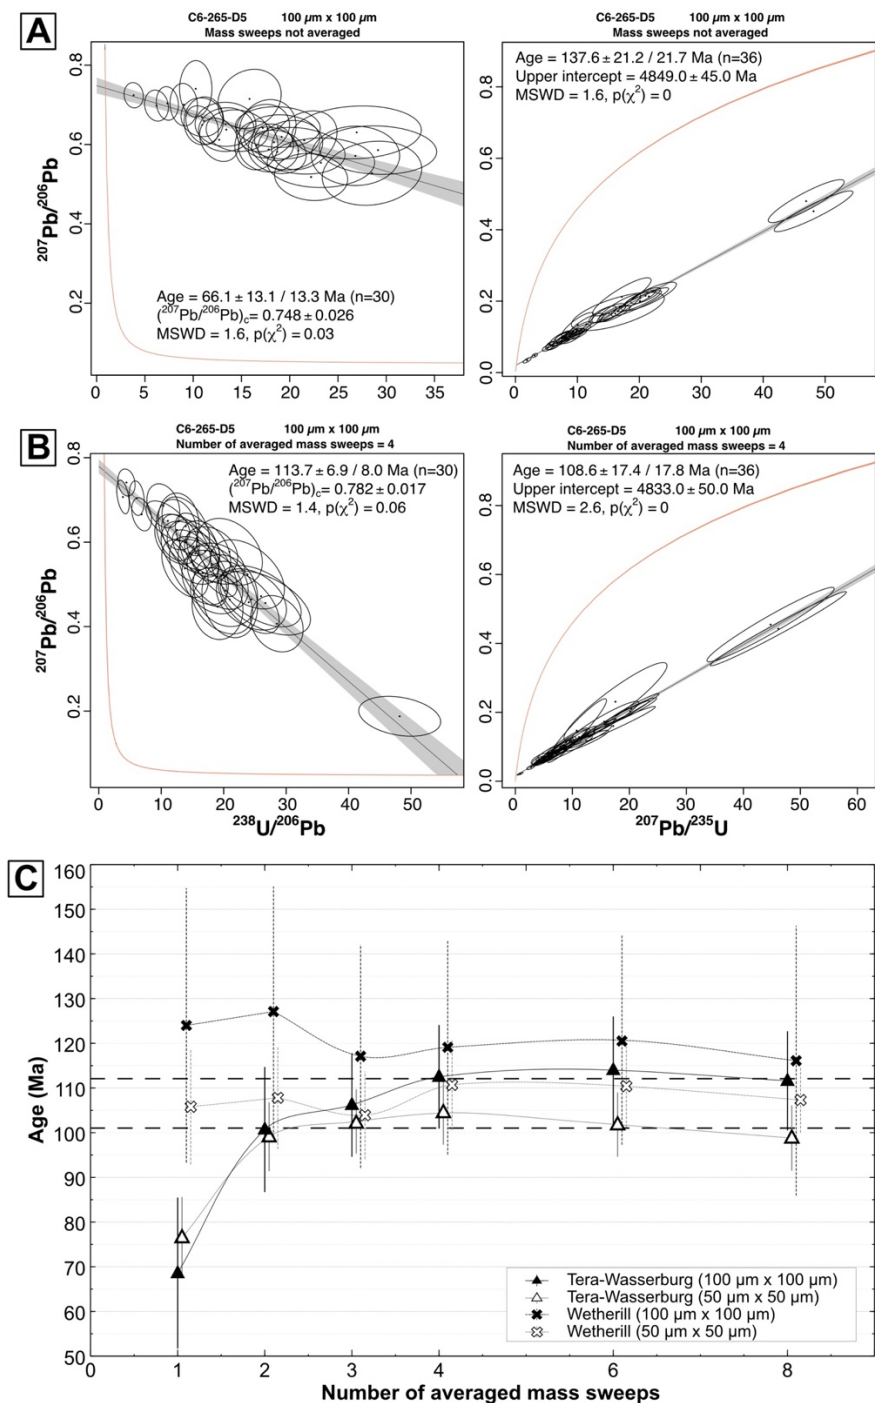 A
C6-265-D5 100 µm x 100 µm
Mass sweeps not averaged
0.8
0.6
0.4
0.2
²⁰⁷Pb/²⁰⁶Pb
Age = 66.1 ± 13.1 / 13.3 Ma (n=30)
(²⁰⁷Pb/²⁰⁶Pb)c= 0.748 ± 0.026
MSWD = 1.6, p(χ²) = 0.03
0 5 10 15 20 25 30 35
C6-265-D5 100 µm x 100 µm
Mass sweeps not averaged
Age = 137.6 ± 21.2 / 21.7 Ma (n=36)
Upper intercept = 4849.0 ± 45.0 Ma
MSWD = 1.6, p(χ²) = 0
0.8
0.6
0.4
0.2
0.0
0 10 20 30 40 50
B
C6-265-D5 100 µm x 100 µm
Number of averaged mass sweeps = 4
Age = 113.7 ± 6.9 / 8.0 Ma (n=30)
(²⁰⁷Pb/²⁰⁶Pb)c= 0.782 ± 0.017
MSWD = 1.4, p(χ²) = 0.06
0.8
0.6
0.4
0.2
²⁰⁷Pb/²⁰⁶Pb
0 10 20 30 40 50
²³⁸U/²⁰⁶Pb
C6-265-D5 100 µm x 100 µm
Number of averaged mass sweeps = 4
Age = 108.6 ± 17.4 / 17.8 Ma (n=36)
Upper intercept = 4833.0 ± 50.0 Ma
MSWD = 2.6, p(χ²) = 0
0.8
0.6
0.4
0.2
0.0
0 10 20 30 40 50 60
²⁰⁷Pb/²³⁵U
C
160
150
140
130
120
110
100
90
80
70
60
50
Age (Ma)
Tera-Wasserburg (100 µm x 100 µm)
Tera-Wasserburg (50 µm x 50 µm)
Wetherill (100 µm x 100 µm)
Wetherill (50 µm x 50 µm)
0 1 2 3 4 6 8
Number of averaged mass sweeps